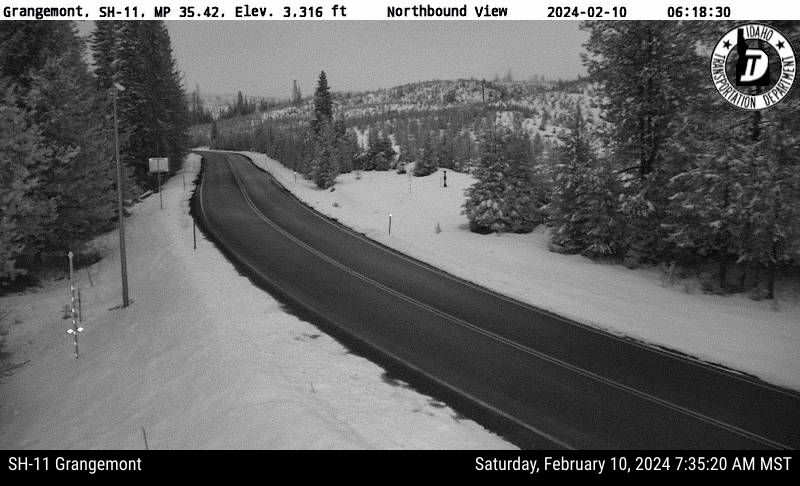 Grangemont, SH-11, MP 35.42, Elev. 3,316 ft Northbound View 2024-02-10 06:18:30
IDAHO
TRANSPORTATION DEPARTMENT
SH-11 Grangemont Saturday, February 10, 2024 7:35:20 AM MST